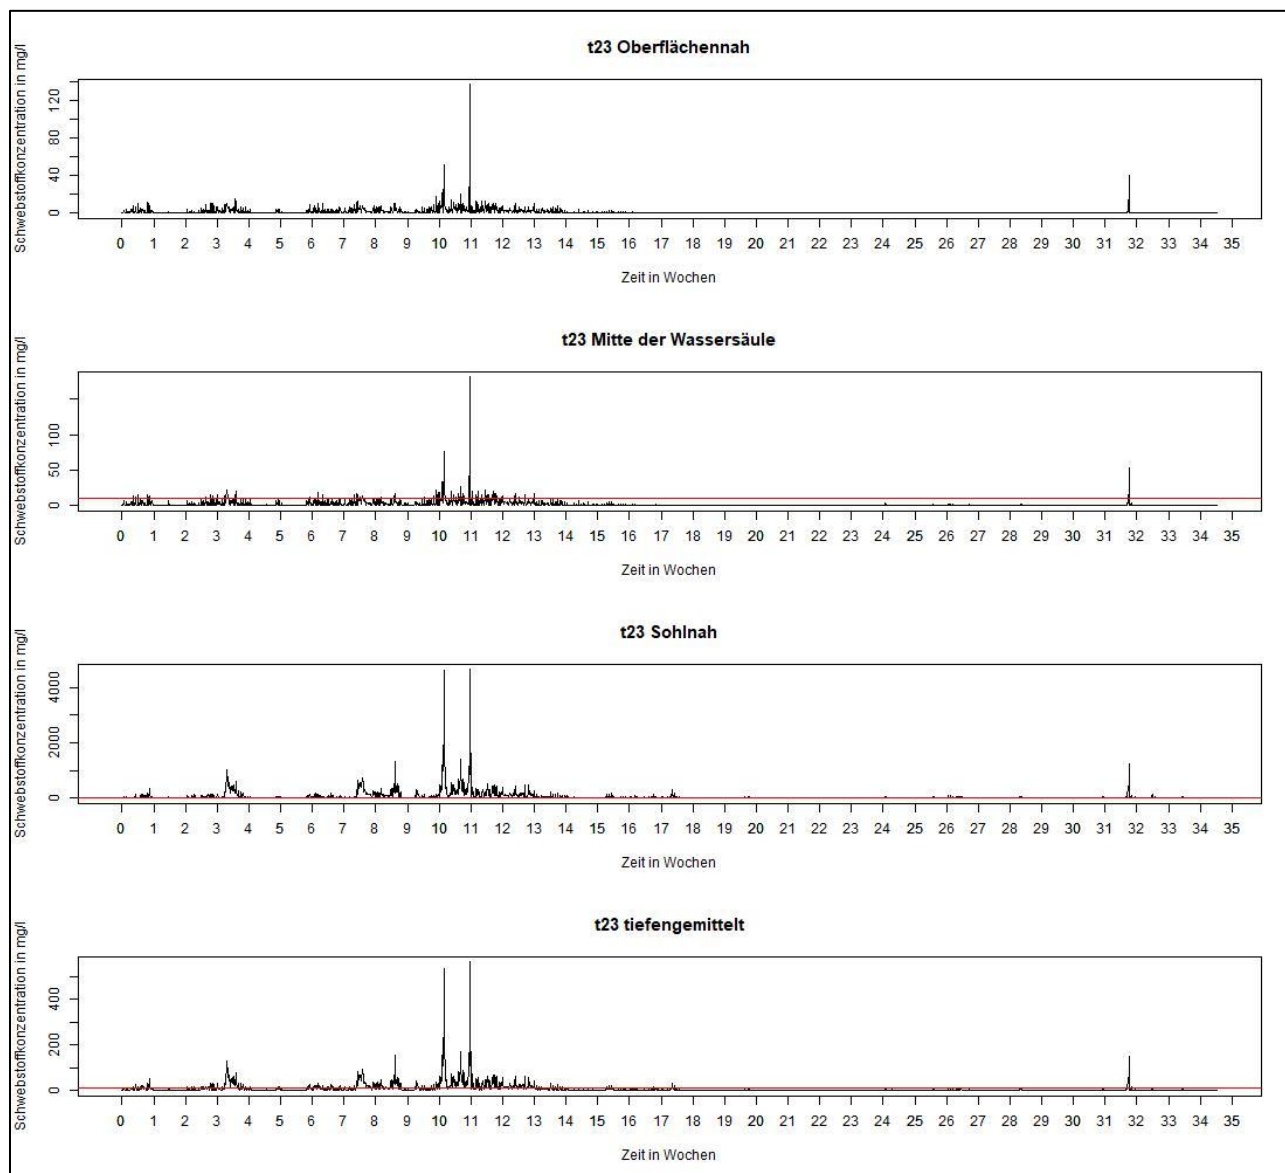 t23 Oberflächennah
Schwebstoffkonzentration in mg/l
120
80
40
0
0 1 2 3 4 5 6 7 8 9 10 11 12 13 14 15 16 17 18 19 20 21 22 23 24 25 26 27 28 29 30 31 32 33 34 35
Zeit in Wochen
t23 Mitte der Wassersäule
Schwebstoffkonzentration in mg/l
100
50
0
0 1 2 3 4 5 6 7 8 9 10 11 12 13 14 15 16 17 18 19 20 21 22 23 24 25 26 27 28 29 30 31 32 33 34 35
Zeit in Wochen
t23 Sohlnah
Schwebstoffkonzentration in mg/l
4000
2000
0
0 1 2 3 4 5 6 7 8 9 10 11 12 13 14 15 16 17 18 19 20 21 22 23 24 25 26 27 28 29 30 31 32 33 34 35
Zeit in Wochen
t23 tiefengemittelt
Schwebstoffkonzentration in mg/l
400
200
0
0 1 2 3 4 5 6 7 8 9 10 11 12 13 14 15 16 17 18 19 20 21 22 23 24 25 26 27 28 29 30 31 32 33 34 35
Zeit in Wochen